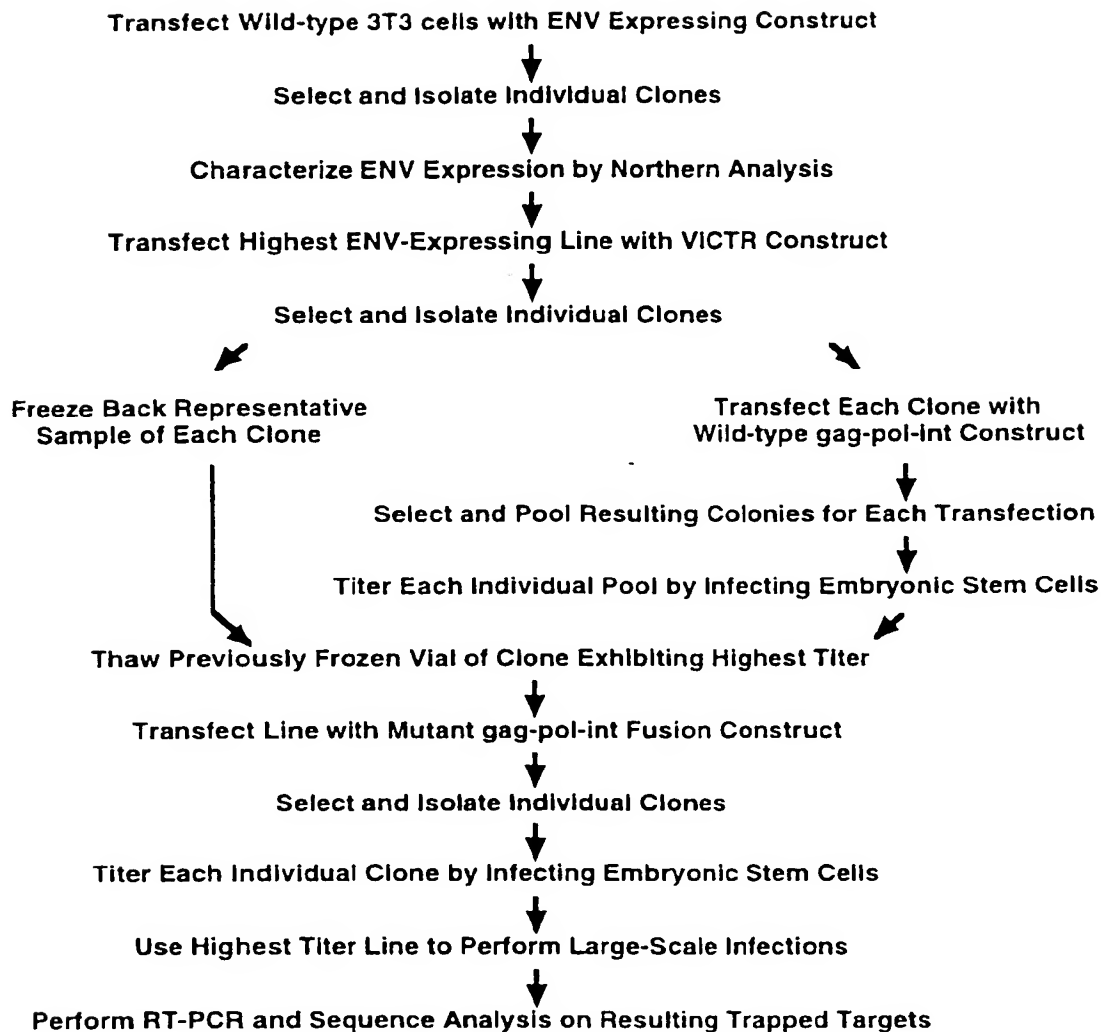 Transfect Wild-type 3T3 cells with ENV Expressing Construct
Select and Isolate Individual Clones
Characterize ENV Expression by Northern Analysis
Transfect Highest ENV-Expressing Line with VICTR Construct
Select and Isolate Individual Clones
Freeze Back Representative
Sample of Each Clone
Transfect Each Clone with
Wild-type gag-pol-int Construct
Select and Pool Resulting Colonies for Each Transfection
Titer Each Individual Pool by Infecting Embryonic Stem Cells
Thaw Previously Frozen Vial of Clone Exhibiting Highest Titer
Transfect Line with Mutant gag-pol-int Fusion Construct
Select and Isolate Individual Clones
Titer Each Individual Clone by Infecting Embryonic Stem Cells
Use Highest Titer Line to Perform Large-Scale Infections
Perform RT-PCR and Sequence Analysis on Resulting Trapped Targets